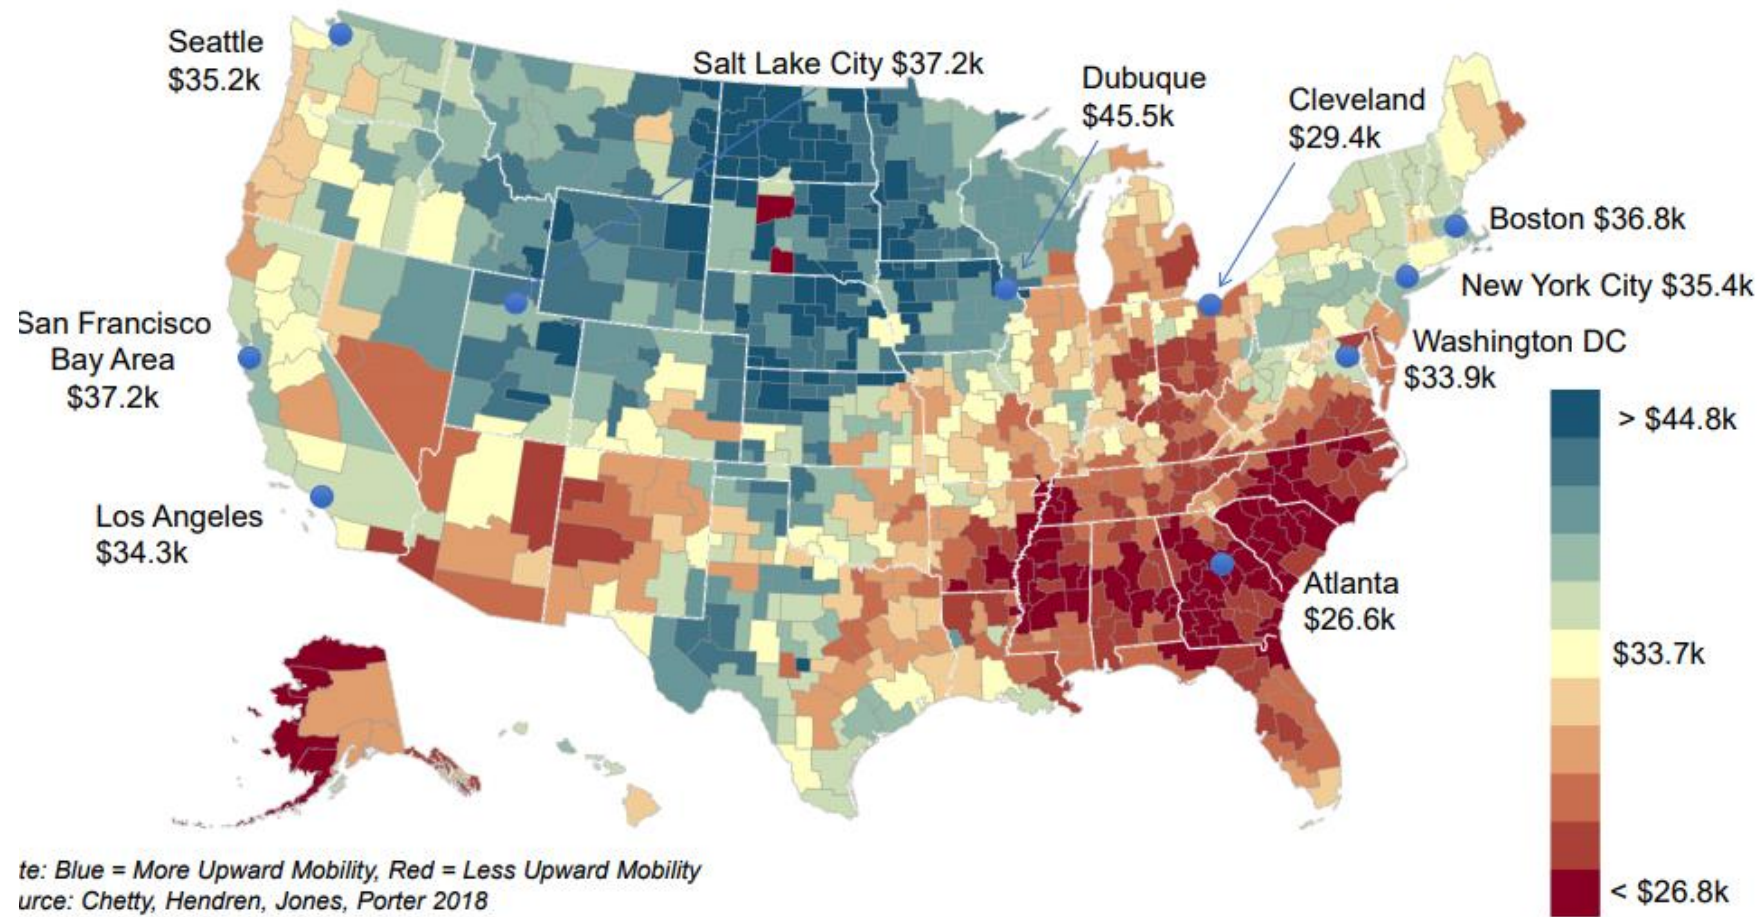 Seattle
$35.2k
Salt Lake City $37.2k
Dubuque
$45.5k
Cleveland
$29.4k
Boston $36.8k
New York City $35.4k
San Francisco
Bay Area
$37.2k
Washington DC
$33.9k
> $44.8k
Los Angeles
$34.3k
Atlanta
$26.6k
$33.7k
< $26.8k
te: Blue = More Upward Mobility, Red = Less Upward Mobility
urce: Chetty, Hendren, Jones, Porter 2018